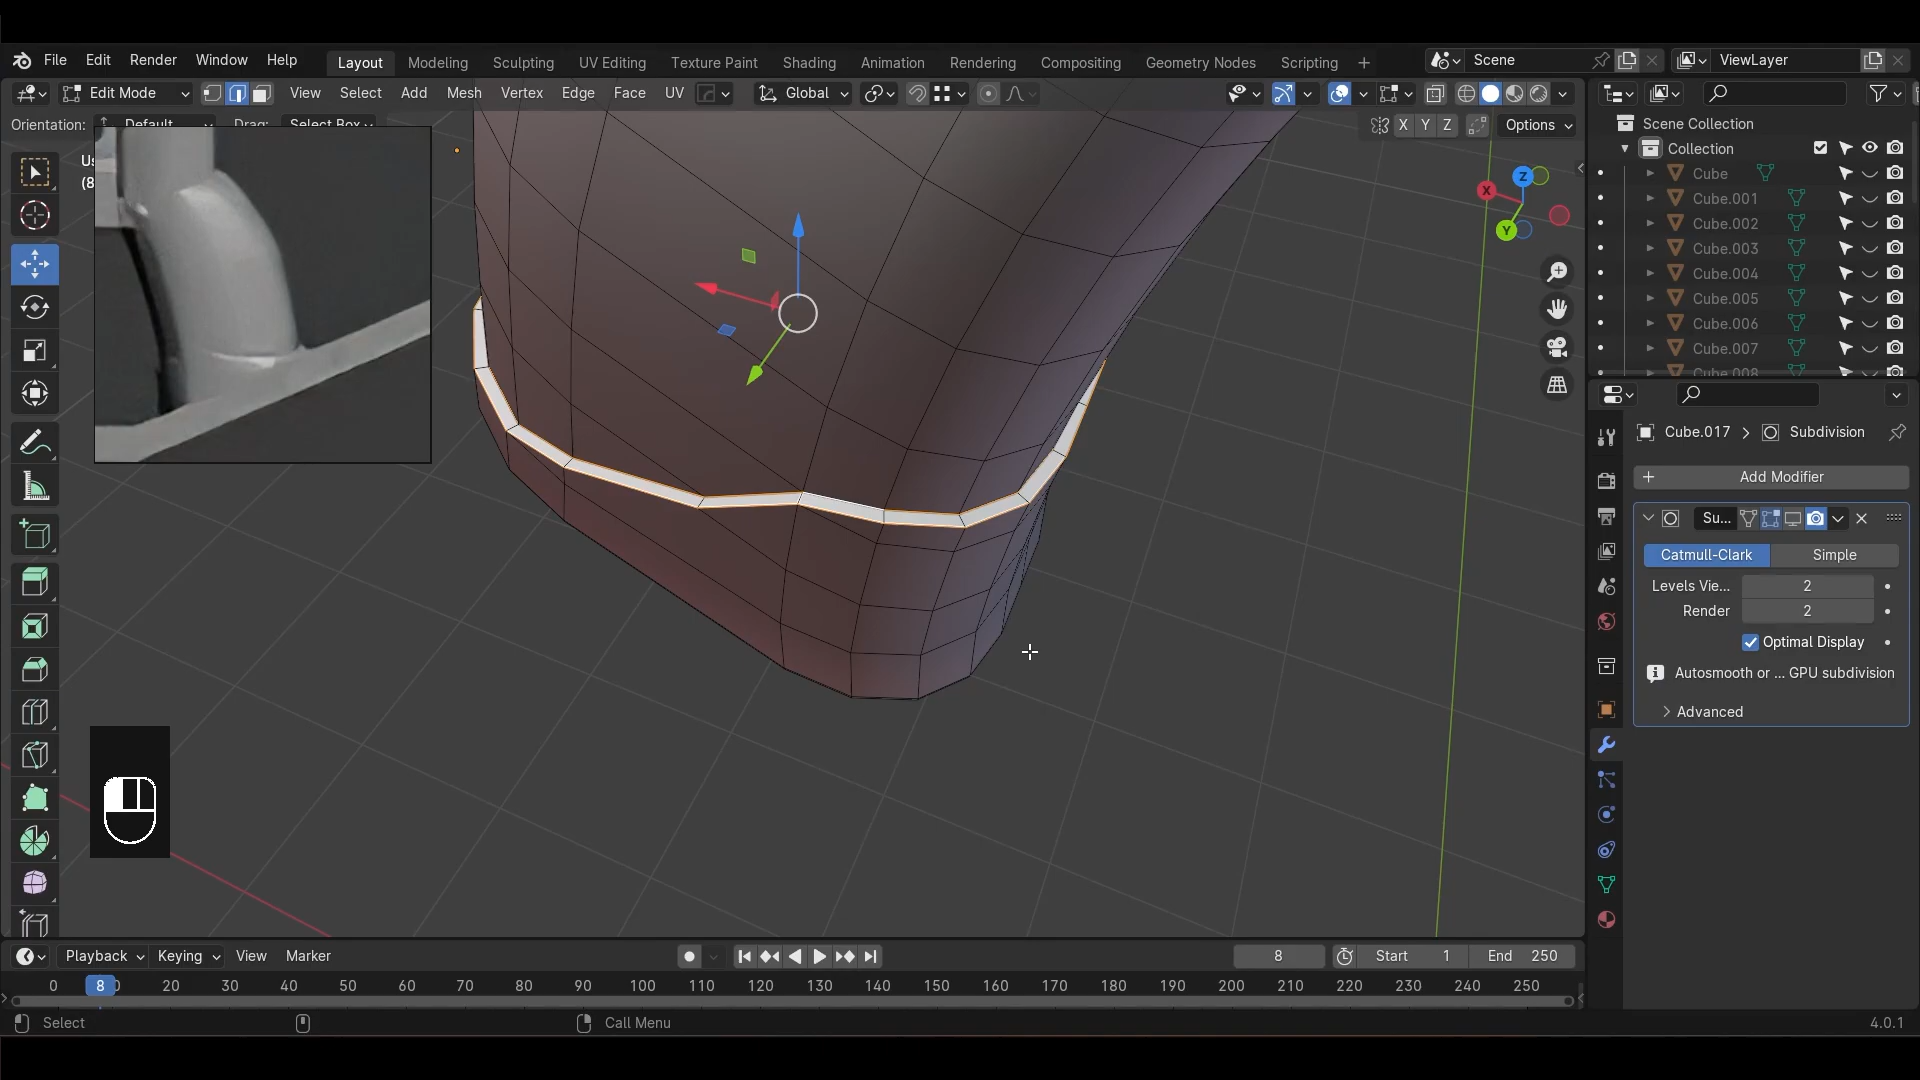 File Edit Render Window Help Layout Modeling Sculpting UV Editing Texture Paint Shading Animation Rendering Compositing Geometry Nodes Scripting + Scene ViewLayer
Edit Mode View Select Add Mesh Vertex Edge Face UV Global
Orientation: Default Drag: Select Box X Y Z Options
Us
(8
X Z Y
Scene Collection
Collection
Cube
Cube.001
Cube.002
Cube.003
Cube.004
Cube.005
Cube.006
Cube.007
Cube.008
Cube.017 > Subdivision
+ Add Modifier
Su...
Catmull-Clark Simple
Levels Vie... 2
Render 2
Optimal Display
Autosmooth or ... GPU subdivision
Advanced
Playback Keying View Marker 8 Start 1 End 250
0 8 20 30 40 50 60 70 80 90 100 110 120 130 140 150 160 170 180 190 200 210 220 230 240 250
Select Call Menu 4.0.1